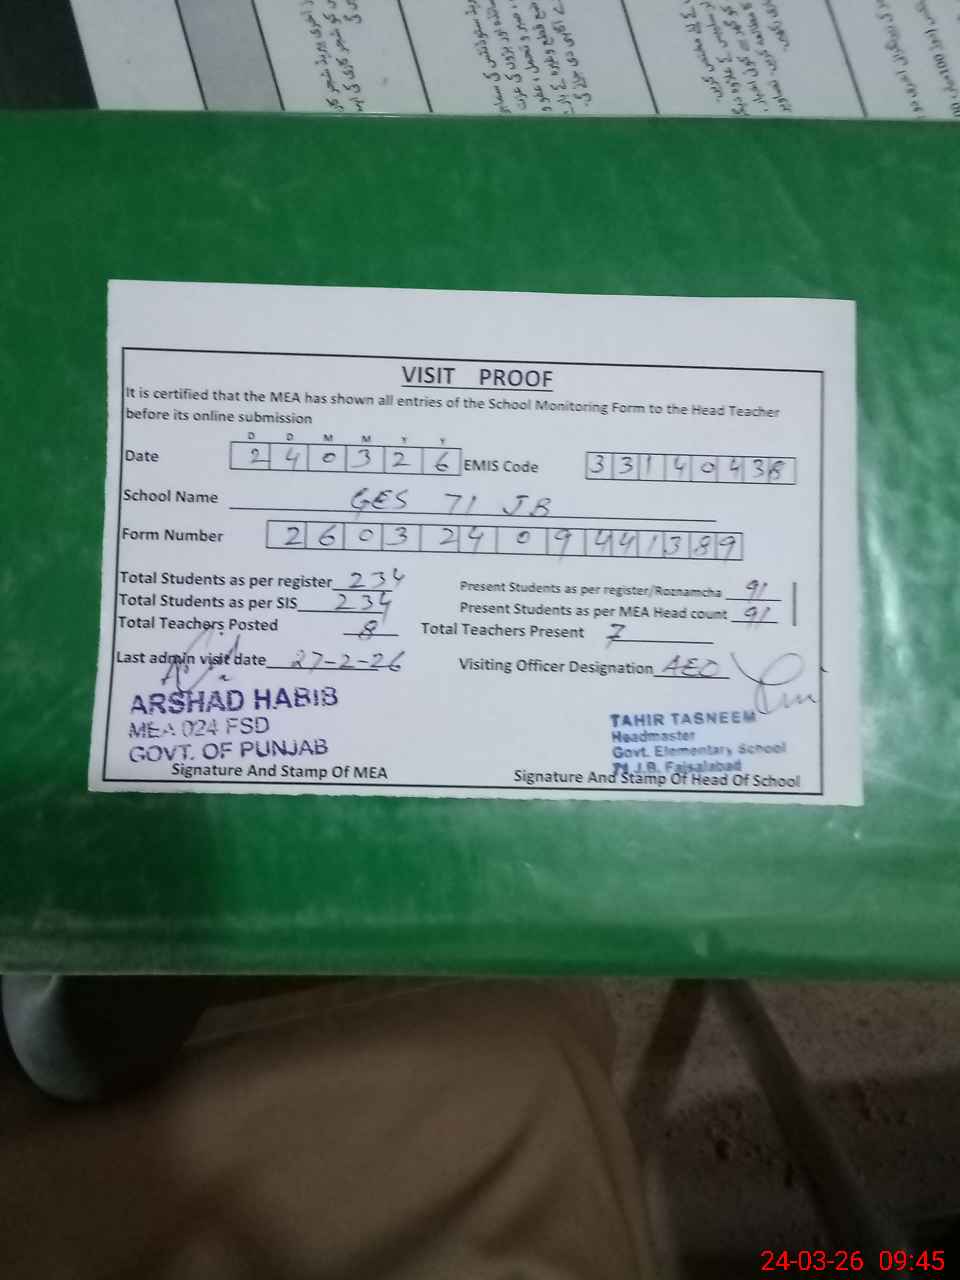 VISIT PROOF
It is certified that the MEA has shown all entries of the School Monitoring Form to the Head Teacher
before its online submission
D D M M Y Y
Date 2 4 0 3 2 6 EMIS Code 3 3 1 4 0 4 3 8
School Name GES 71 JB
Form Number 2 6 0 3 2 4 0 9 4 4 1 3 8 9
Total Students as per register 234 Present Students as per register/Roznamcha 91
Total Students as per SIS 234 Present Students as per MEA Head count 91
Total Teachers Posted 8 Total Teachers Present 7
Last admin visit date 27-2-26 Visiting Officer Designation AEO
ARSHAD HABIB
MEA 024 FSD
GOVT. OF PUNJAB
Signature And Stamp Of MEA
TAHIR TASNEEM
Headmaster
Govt. Elementary School
71 J.B. Faisalabad
Signature And Stamp Of Head Of School
24-03-26 09:45